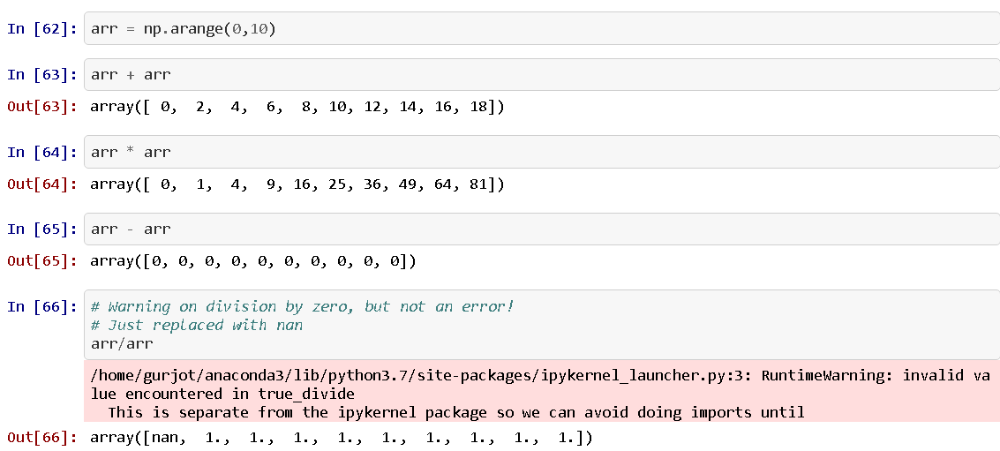 In [62]: arr = np.arange(0,10)
In [63]: arr + arr
Out[63]: array([ 0,  2,  4,  6,  8, 10, 12, 14, 16, 18])
In [64]: arr * arr
Out[64]: array([ 0,  1,  4,  9, 16, 25, 36, 49, 64, 81])
In [65]: arr - arr
Out[65]: array([0, 0, 0, 0, 0, 0, 0, 0, 0, 0])
In [66]: # Warning on division by zero, but not an error!
# Just replaced with nan
arr/arr
/home/gurjot/anaconda3/lib/python3.7/site-packages/ipykernel_launcher.py:3: RuntimeWarning: invalid va
lue encountered in true_divide
  This is separate from the ipykernel package so we can avoid doing imports until
Out[66]: array([nan,  1.,  1.,  1.,  1.,  1.,  1.,  1.,  1.,  1.])